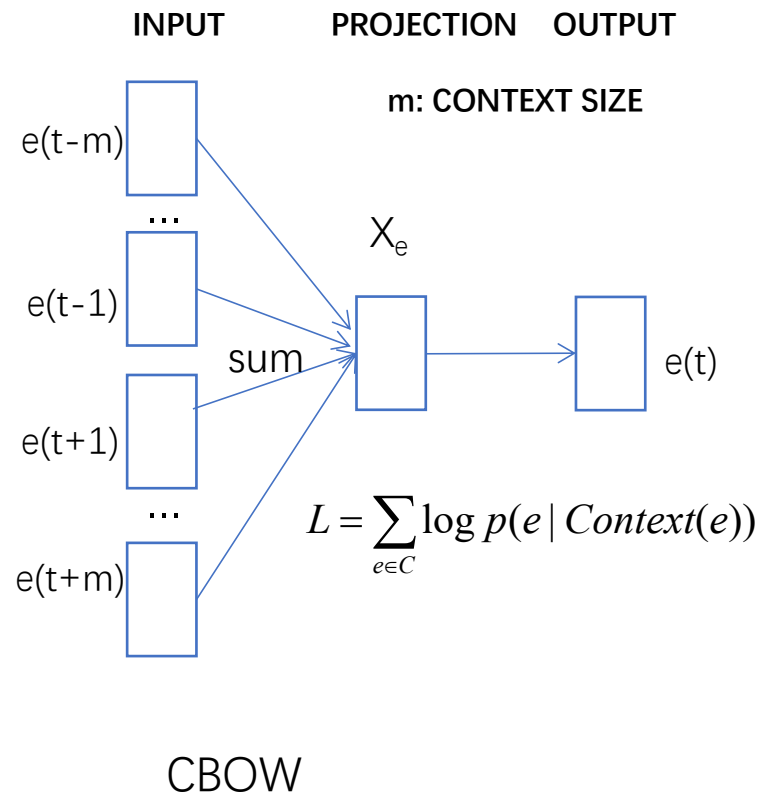 INPUT PROJECTION OUTPUT
m: CONTEXT SIZE
e(t-m)
...
Xₑ
e(t-1)
sum
e(t)
e(t+1)
...
L = ∑ log p(e | Context(e))
e∈C
e(t+m)
CBOW